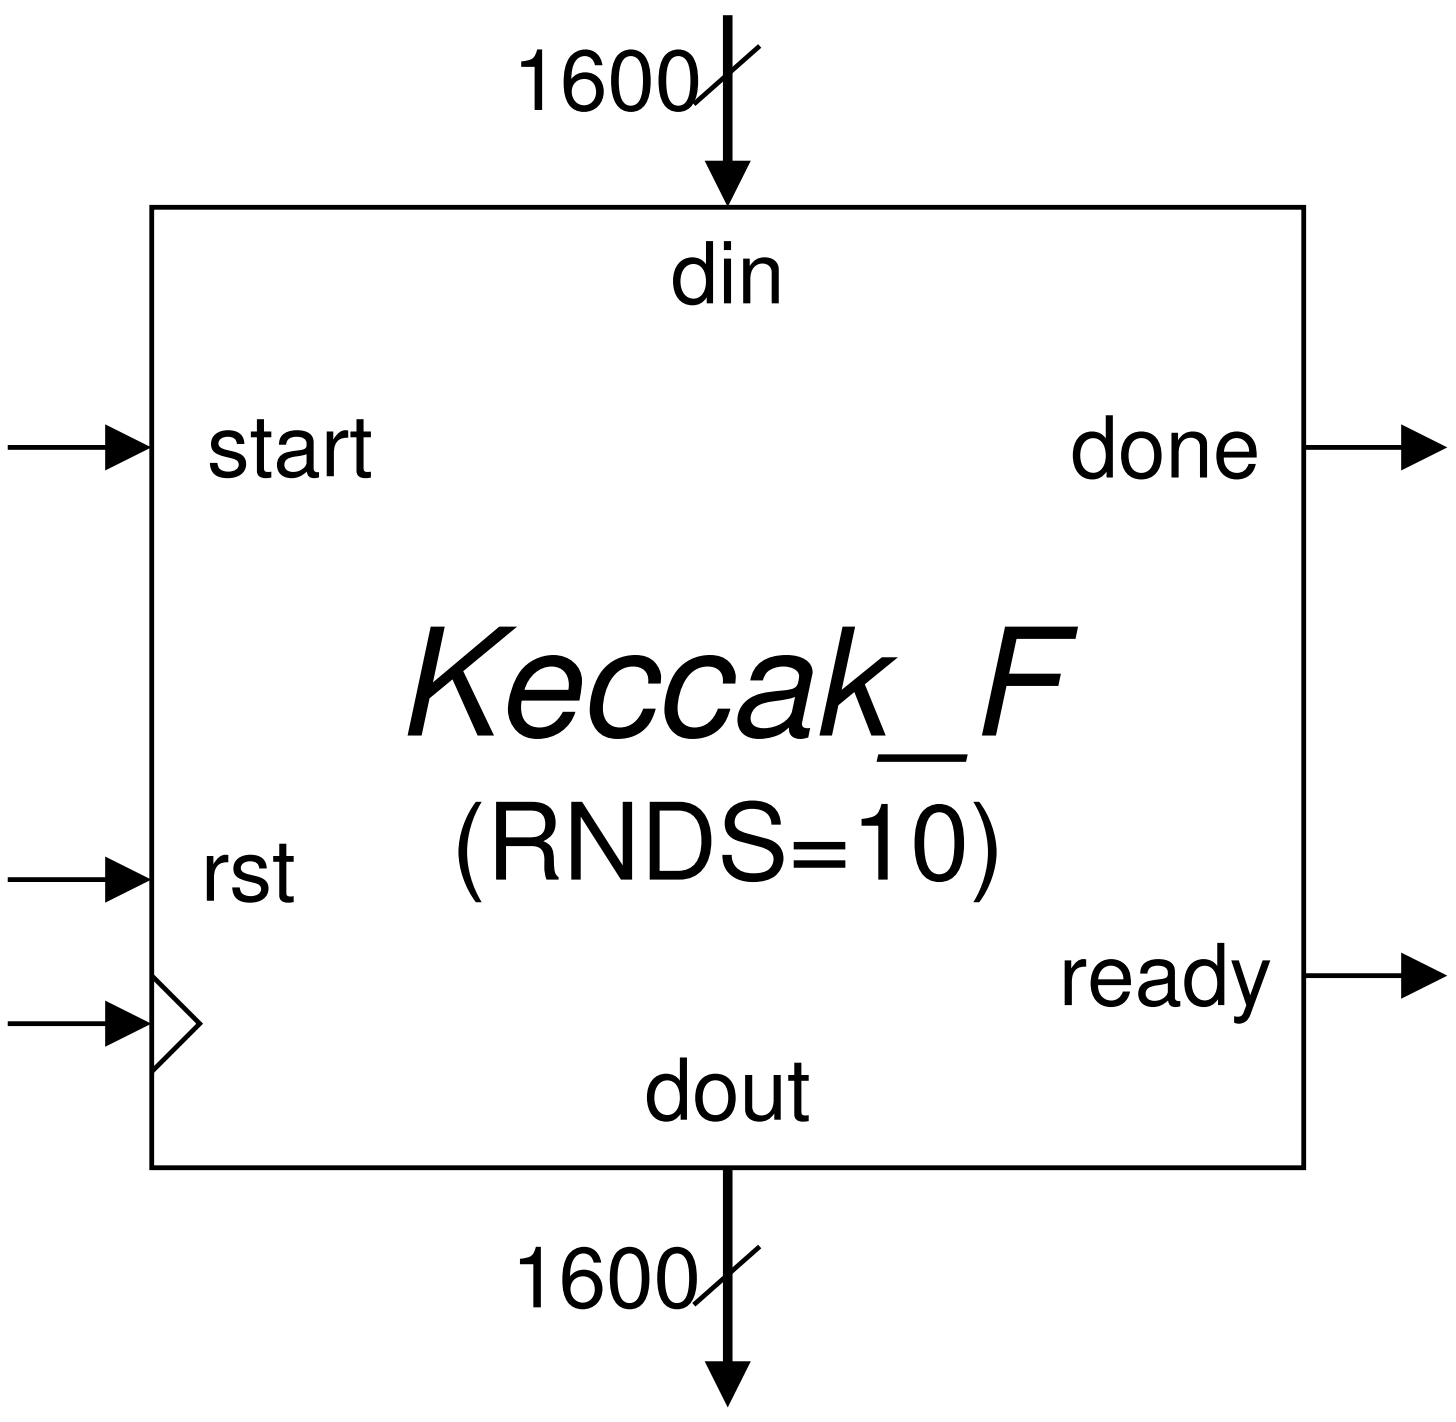 1600
din
start
done
Keccak_F
(RNDS=10)
rst
ready
dout
1600